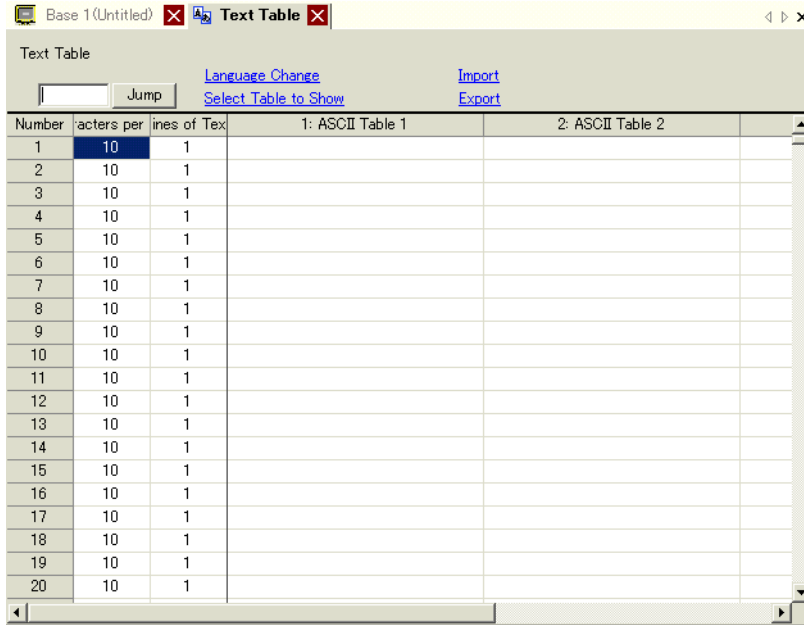 Base 1(Untitled) Text Table
Text Table
Language Change Import
Jump
Select Table to Show Export
Number acters per ines of Tex 1: ASCII Table 1 2: ASCII Table 2
1 10 1
2 10 1
3 10 1
4 10 1
5 10 1
6 10 1
7 10 1
8 10 1
9 10 1
10 10 1
11 10 1
12 10 1
13 10 1
14 10 1
15 10 1
16 10 1
17 10 1
18 10 1
19 10 1
20 10 1